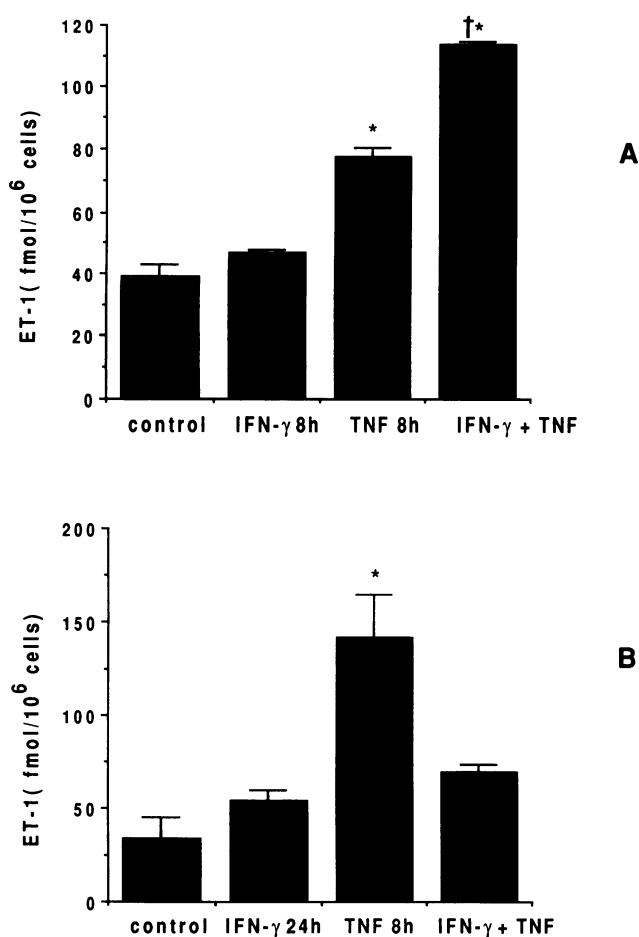 †*
120
100
*
A
80
60
40
20
0
ET-1( fmol/10⁶ cells)
control IFN-γ 8h TNF 8h IFN-γ + TNF
200
*
150
B
100
50
0
ET-1( fmol/10⁶ cells)
control IFN-γ 24h TNF 8h IFN-γ + TNF